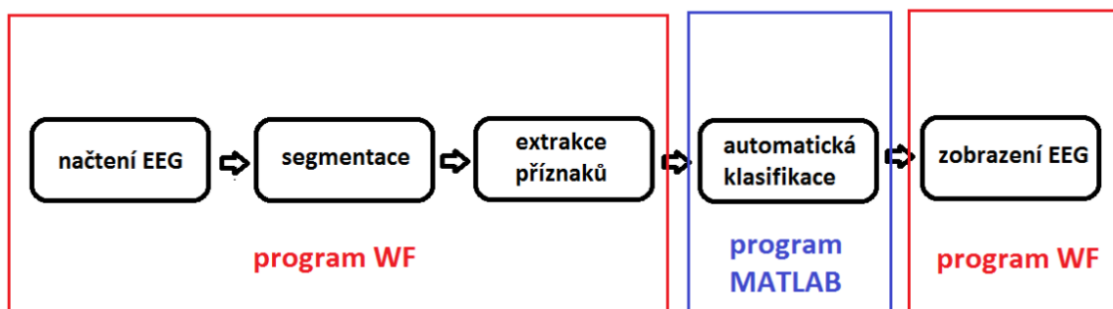 načtení EEG
segmentace
extrakce
příznaků
automatická
klasifikace
zobrazení EEG
program WF
program
MATLAB
program WF